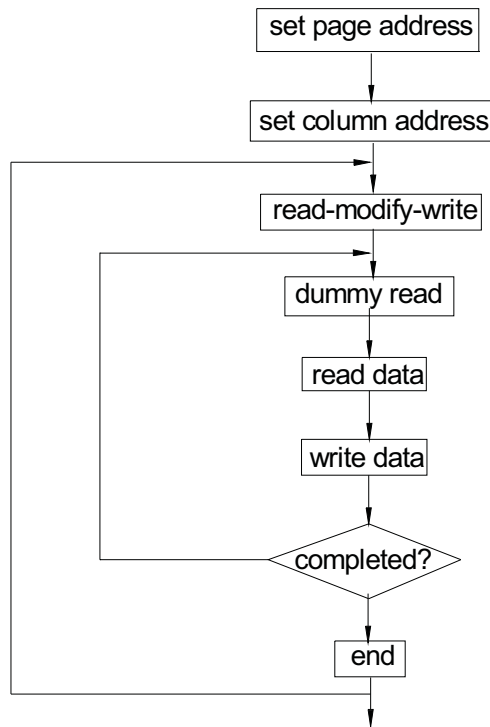 set page address
set column address
read-modify-write
dummy read
read data
write data
completed?
end